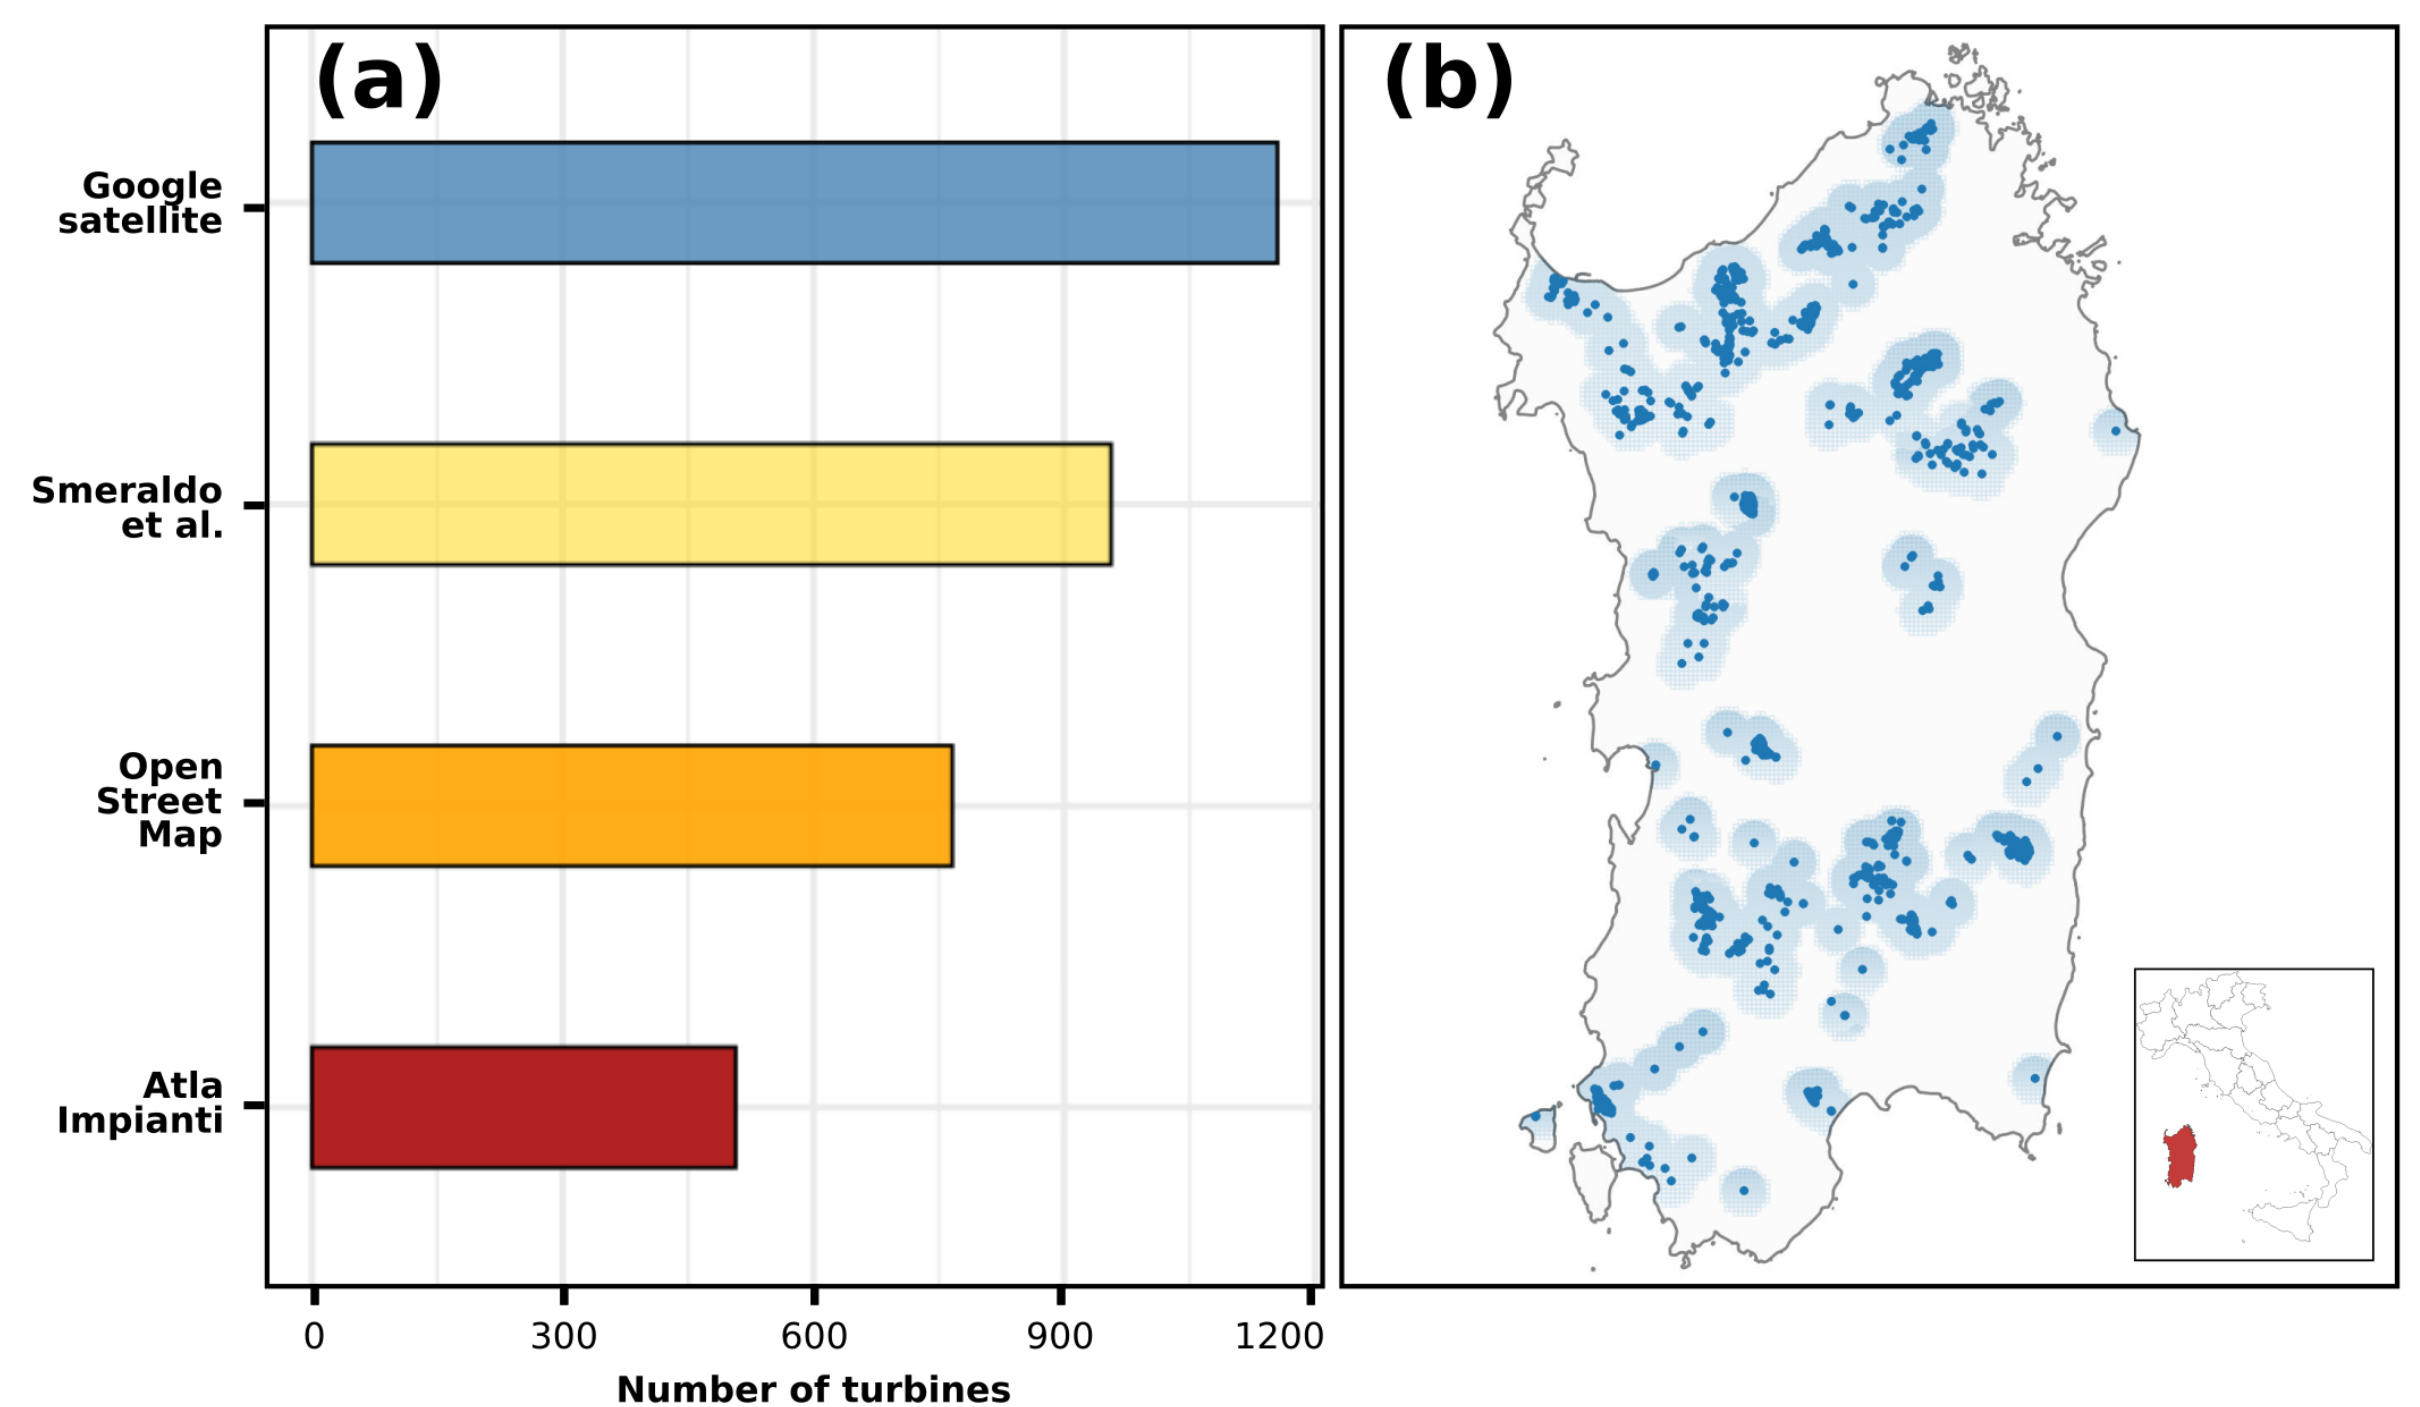 (a)
Google
satellite
Smeraldo
et al.
Open
Street
Map
Atla
Impianti
0 300 600 900 1200
Number of turbines
(b)